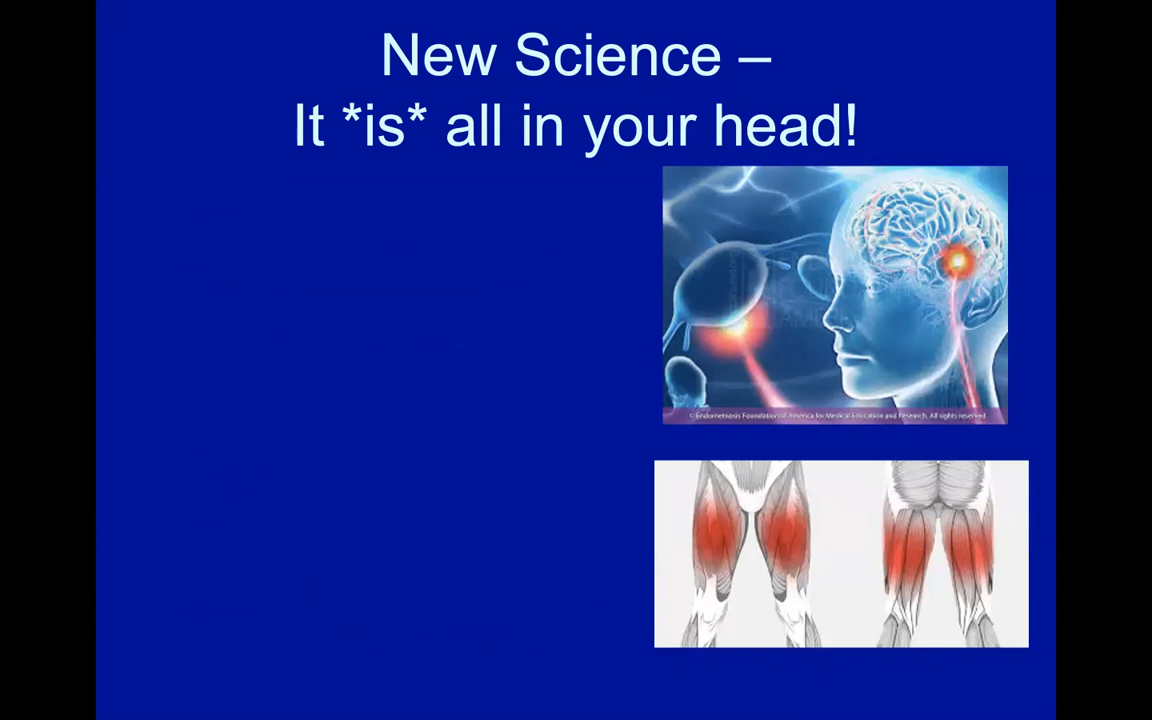 New Science –
It *is* all in your head!
© Endometriosis Foundation of America for Medical Education and Research. All rights reserved.